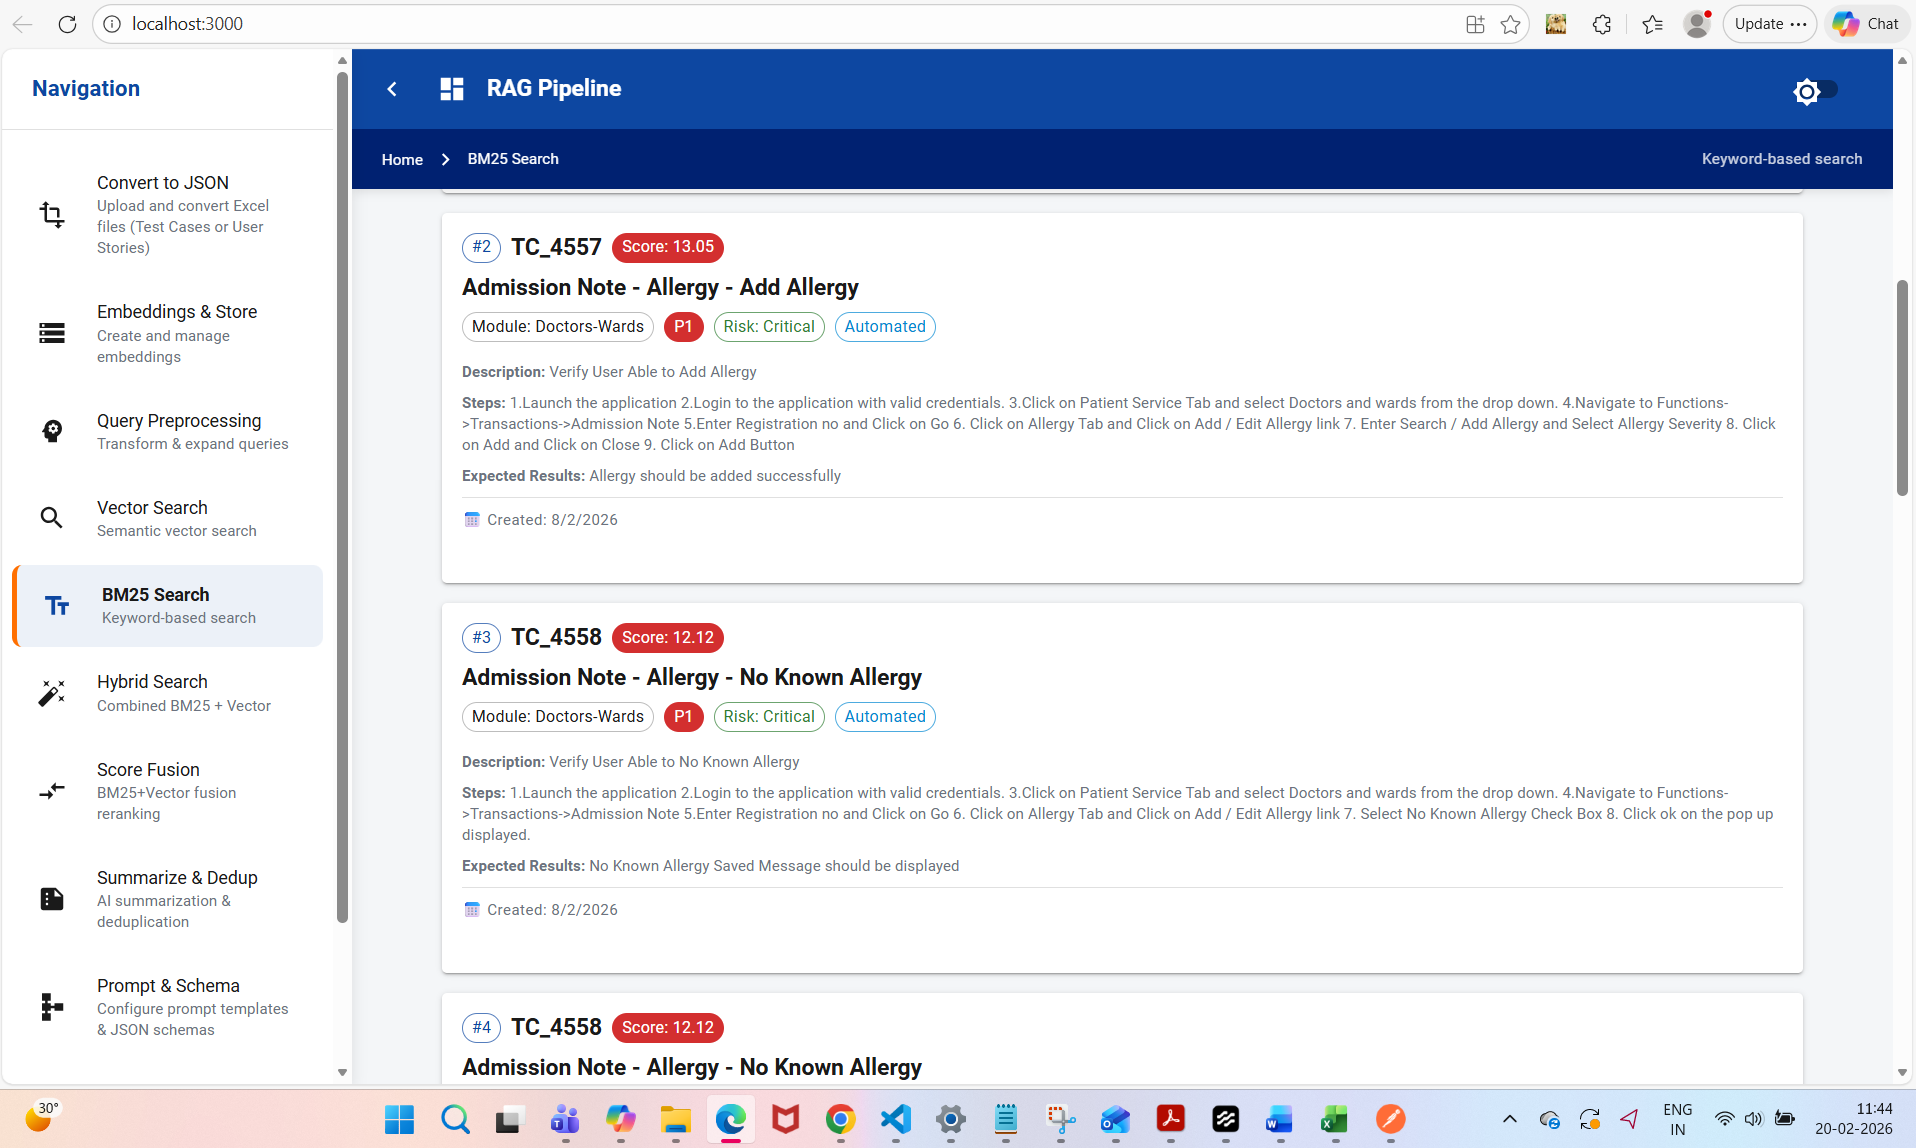 localhost:3000
Update
Chat
Navigation
Convert to JSON
Upload and convert Excel
files (Test Cases or User
Stories)
Embeddings & Store
Create and manage
embeddings
Query Preprocessing
Transform & expand queries
Vector Search
Semantic vector search
BM25 Search
Keyword-based search
Hybrid Search
Combined BM25 + Vector
Score Fusion
BM25+Vector fusion
reranking
Summarize & Dedup
AI summarization &
deduplication
Prompt & Schema
Configure prompt templates
& JSON schemas
RAG Pipeline
Home
BM25 Search
Keyword-based search
#2 TC_4557 Score: 13.05
Admission Note - Allergy - Add Allergy
Module: Doctors-Wards P1 Risk: Critical Automated
Description: Verify User Able to Add Allergy
Steps: 1.Launch the application 2.Login to the application with valid credentials. 3.Click on Patient Service Tab and select Doctors and wards from the drop down. 4.Navigate to Functions-
>Transactions->Admission Note 5.Enter Registration no and Click on Go 6. Click on Allergy Tab and Click on Add / Edit Allergy link 7. Enter Search / Add Allergy and Select Allergy Severity 8. Click
on Add and Click on Close 9. Click on Add Button
Expected Results: Allergy should be added successfully
Created: 8/2/2026
#3 TC_4558 Score: 12.12
Admission Note - Allergy - No Known Allergy
Module: Doctors-Wards P1 Risk: Critical Automated
Description: Verify User Able to No Known Allergy
Steps: 1.Launch the application 2.Login to the application with valid credentials. 3.Click on Patient Service Tab and select Doctors and wards from the drop down. 4.Navigate to Functions-
>Transactions->Admission Note 5.Enter Registration no and Click on Go 6. Click on Allergy Tab and Click on Add / Edit Allergy link 7. Select No Known Allergy Check Box 8. Click ok on the pop up
displayed.
Expected Results: No Known Allergy Saved Message should be displayed
Created: 8/2/2026
#4 TC_4558 Score: 12.12
Admission Note - Allergy - No Known Allergy
30°
ENG
IN
11:44
20-02-2026